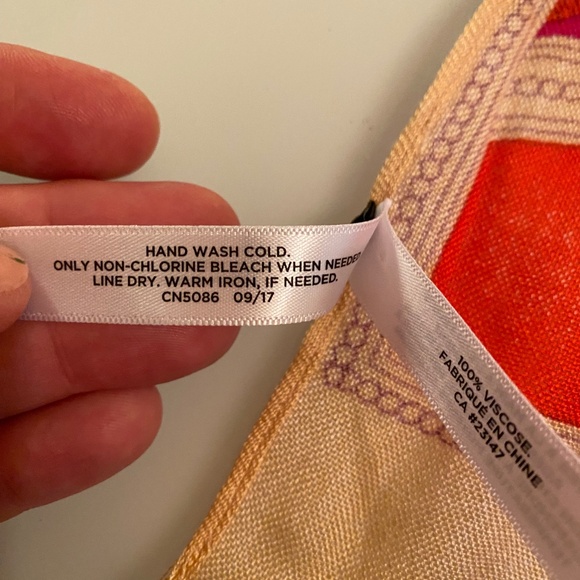 HAND WASH COLD.
ONLY NON-CHLORINE BLEACH WHEN NEEDED
LINE DRY. WARM IRON, IF NEEDED.
CN5086 09/17
100% VISCOSE.
FABRIQUÉ EN CHINE
CA #23147